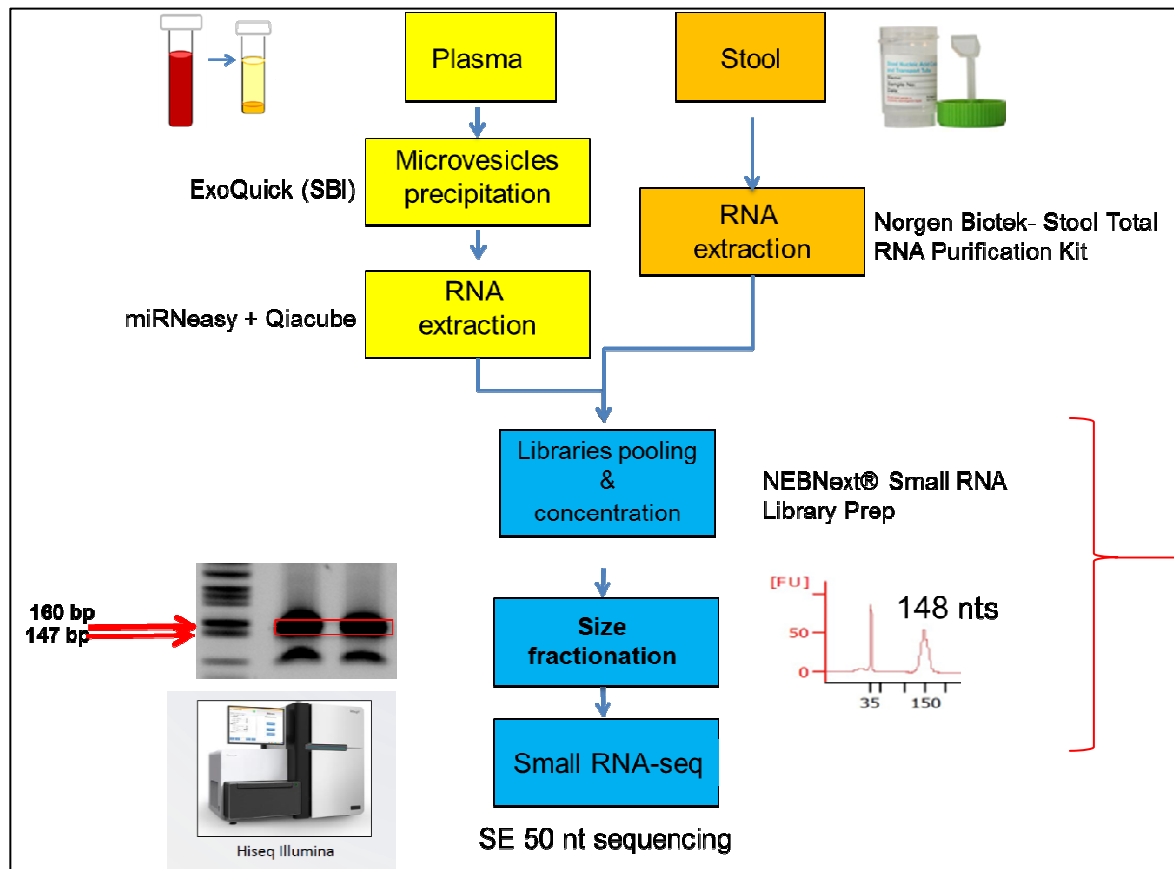 Plasma
Stool
ExoQuick (SBI)
Microvesicles
precipitation
RNA
extraction
Norgen Biotek- Stool Total
RNA Purification Kit
miRNeasy + Qiacube
RNA
extraction
Libraries pooling
&
concentration
NEBNext® Small RNA
Library Prep
160 bp
147 bp
Size
fractionation
[FU]
148 nts
50
0
35
150
Small RNA-seq
Hiseq Illumina
SE 50 nt sequencing